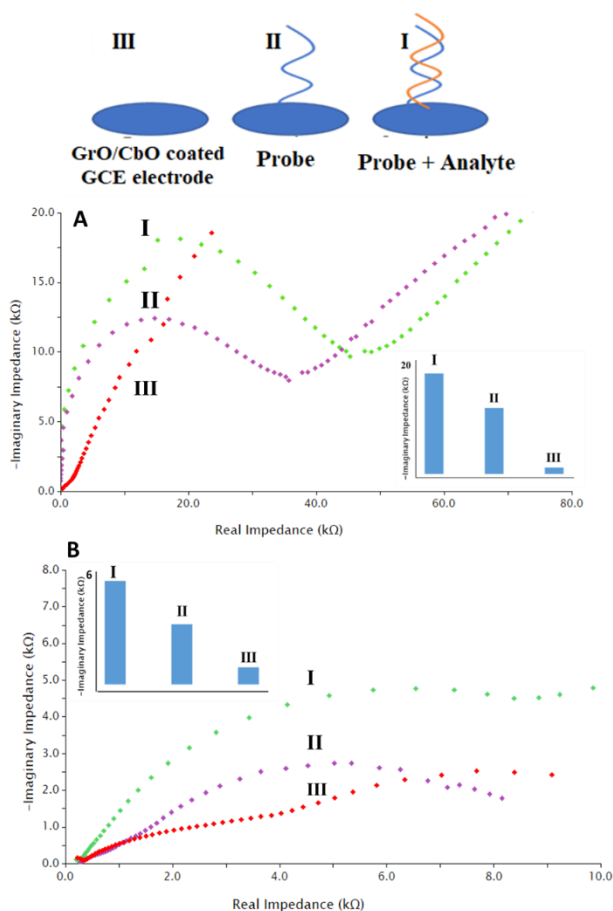 III
II
I
GrO/CbO coated
GCE electrode
Probe
Probe + Analyte
A
20.0
15.0
10.0
5.0
0.0
−Imaginary Impedance (kΩ)
I
II
III
20
−Imaginary Impedance (kΩ)
I
II
III
0.0
20.0
40.0
60.0
80.0
Real Impedance (kΩ)
B
8.0
7.0
6.0
5.0
4.0
3.0
2.0
1.0
0.0
−Imaginary Impedance (kΩ)
6
−Imaginary Impedance (kΩ)
I
II
III
I
II
III
0.0
2.0
4.0
6.0
8.0
10.0
Real Impedance (kΩ)